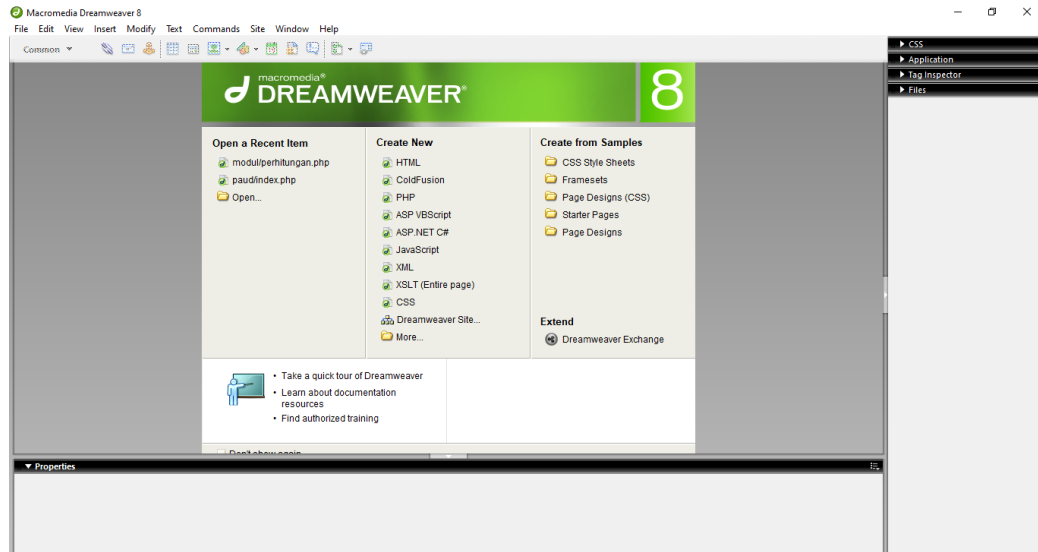 Macromedia Dreamweaver 8
File Edit View Insert Modify Text Commands Site Window Help
Common
CSS
Application
Tag Inspector
Files
macromedia®
DREAMWEAVER®
8
Open a Recent Item
modul/perhitungan.php
paud/index.php
Open...
Create New
HTML
ColdFusion
PHP
ASP VBScript
ASP.NET C#
JavaScript
XML
XSLT (Entire page)
CSS
Dreamweaver Site...
More...
Create from Samples
CSS Style Sheets
Framesets
Page Designs (CSS)
Starter Pages
Page Designs
Extend
Dreamweaver Exchange
• Take a quick tour of Dreamweaver
• Learn about documentation
resources
• Find authorized training
Don't show again
Properties